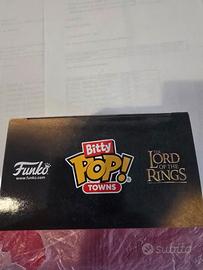 Funko
www.funko.com
Bitty
POP!
TOWNS
THE
LORD
OF THE
RINGS
subito